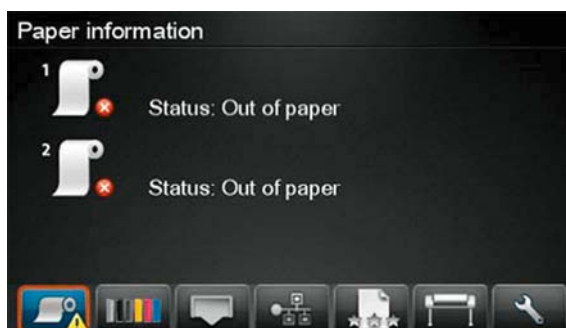 Paper information
1
Status: Out of paper
2
Status: Out of paper